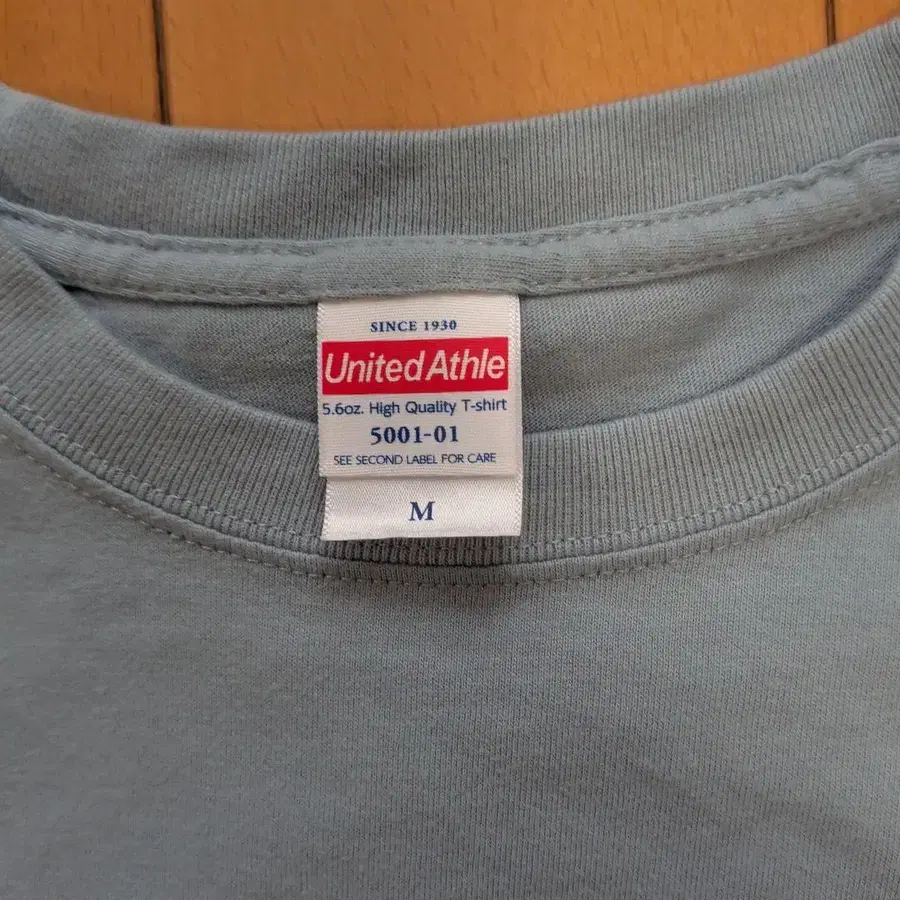 SINCE 1930
United Athle
5.6oz. High Quality T-shirt
5001-01
SEE SECOND LABEL FOR CARE
M